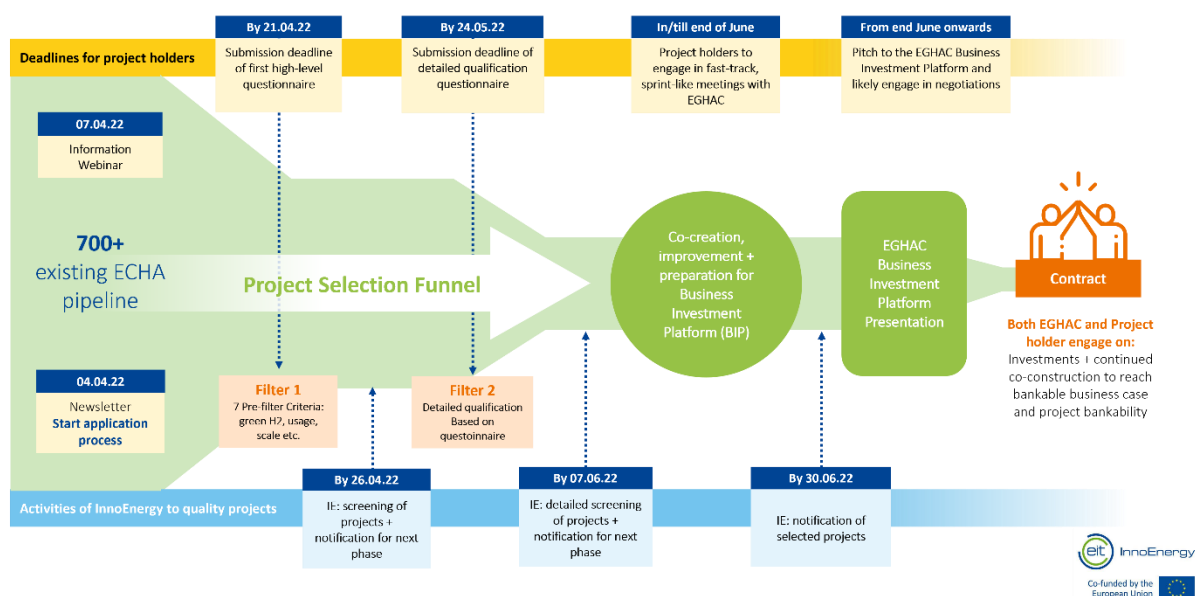 By 21.04.22
Submission deadline
of first high-level
questionnaire
By 24.05.22
Submission deadline of
detailed qualification
questionnaire
In/till end of June
Project holders to
engage in fast-track,
sprint-like meetings with
EGHAC
From end June onwards
Pitch to the EGHAC Business
Investment Platform and
likely engage in negotiations
Deadlines for project holders
07.04.22
Information
Webinar
700+
existing ECHA
pipeline
Project Selection Funnel
Co-creation,
improvement +
preparation for
Business
Investment
Platform (BIP)
EGHAC
Business
Investment
Platform
Presentation
Contract
Both EGHAC and Project
holder engage on:
Investments + continued
co-construction to reach
bankable business case
and project bankability
04.04.22
Newsletter
Start application
process
Filter 1
7 Pre-filter Criteria:
green H2, usage,
scale etc.
Filter 2
Detailed qualification
Based on
questoinnaire
By 26.04.22
IE: screening of
projects +
notification for next
phase
By 07.06.22
IE: detailed screening
of projects +
notification for next
phase
By 30.06.22
IE: notification of
selected projects
Activities of InnoEnergy to quality projects
eit InnoEnergy
Co-funded by the
European Union